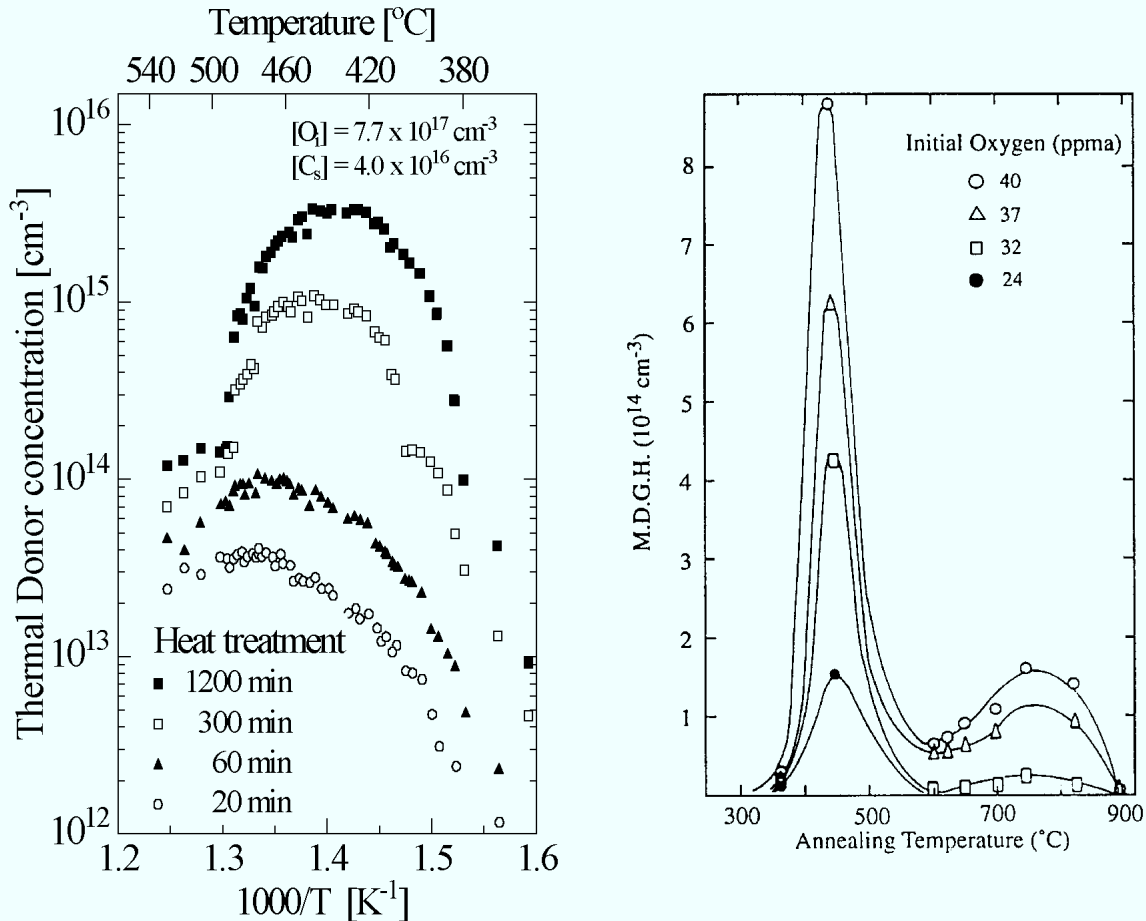 Temperature [°C]
540 500 460 420 380
10^16
10^15
10^14
10^13
10^12
[O_i] = 7.7 x 10^17 cm^-3
[C_s] = 4.0 x 10^16 cm^-3
Thermal Donor concentration [cm^-3]
Heat treatment
1200 min
300 min
60 min
20 min
1.2 1.3 1.4 1.5 1.6
1000/T [K^-1]
Initial Oxygen (ppma)
40
37
32
24
8
7
6
5
4
3
2
1
M.D.G.H. (10^14 cm^-3)
300 500 700 900
Annealing Temperature (°C)